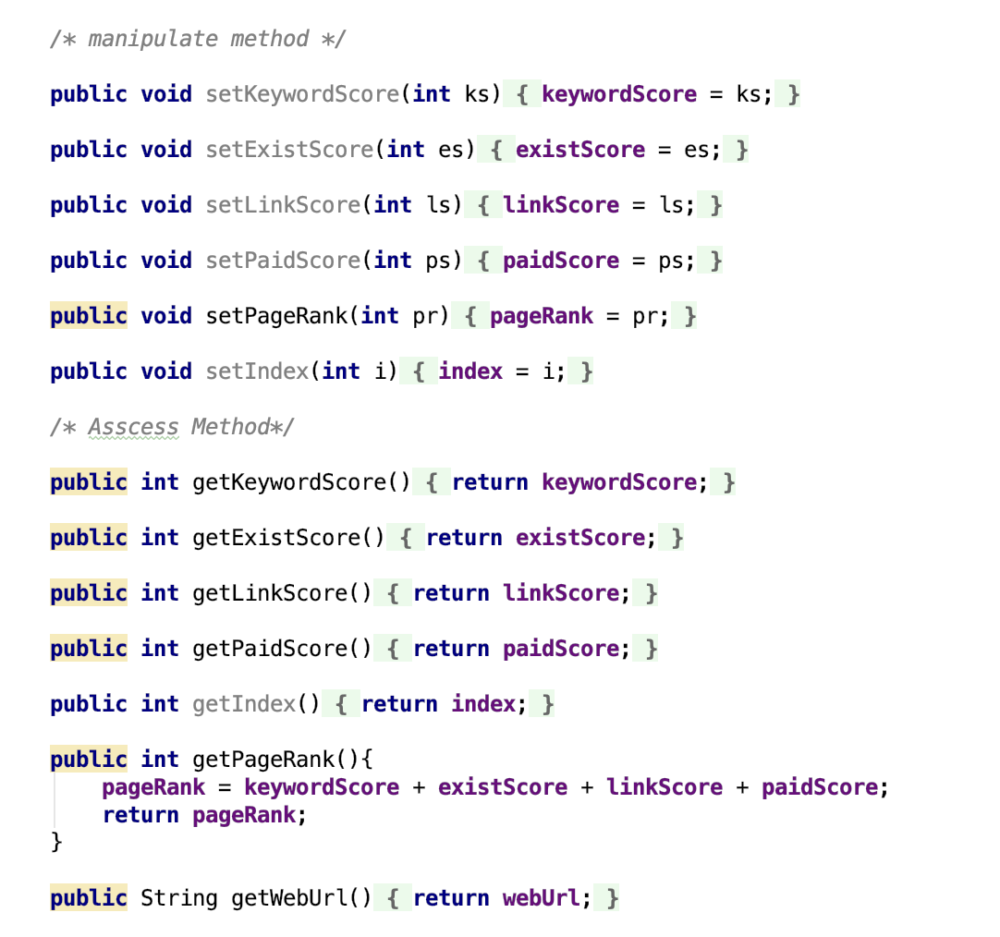 /* manipulate method */
public void setKeywordScore(int ks) { keywordScore = ks; }
public void setExistScore(int es) { existScore = es; }
public void setLinkScore(int ls) { linkScore = ls; }
public void setPaidScore(int ps) { paidScore = ps; }
public void setPageRank(int pr) { pageRank = pr; }
public void setIndex(int i) { index = i; }
/* Asscess Method*/
public int getKeywordScore() { return keywordScore; }
public int getExistScore() { return existScore; }
public int getLinkScore() { return linkScore; }
public int getPaidScore() { return paidScore; }
public int getIndex() { return index; }
public int getPageRank(){
    pageRank = keywordScore + existScore + linkScore + paidScore;
    return pageRank;
}
public String getWebUrl() { return webUrl; }